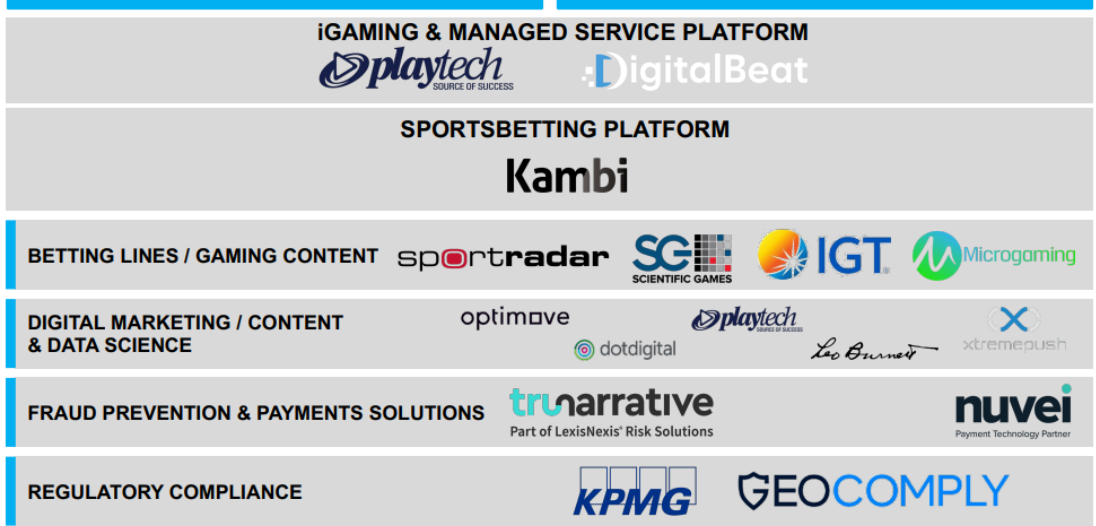 iGAMING & MANAGED SERVICE PLATFORM
playtech
SOURCE OF SUCCESS
DigitalBeat
SPORTSBETTING PLATFORM
Kambi
BETTING LINES / GAMING CONTENT
sportradar
SG
SCIENTIFIC GAMES
IGT
Microgaming
DIGITAL MARKETING / CONTENT
& DATA SCIENCE
optimove
dotdigital
playtech
SOURCE OF SUCCESS
Leo Burnett
xtremepush
FRAUD PREVENTION & PAYMENTS SOLUTIONS
trunarrative
Part of LexisNexis® Risk Solutions
nuvei
Payment Technology Partner
REGULATORY COMPLIANCE
KPMG
GEOCOMPLY